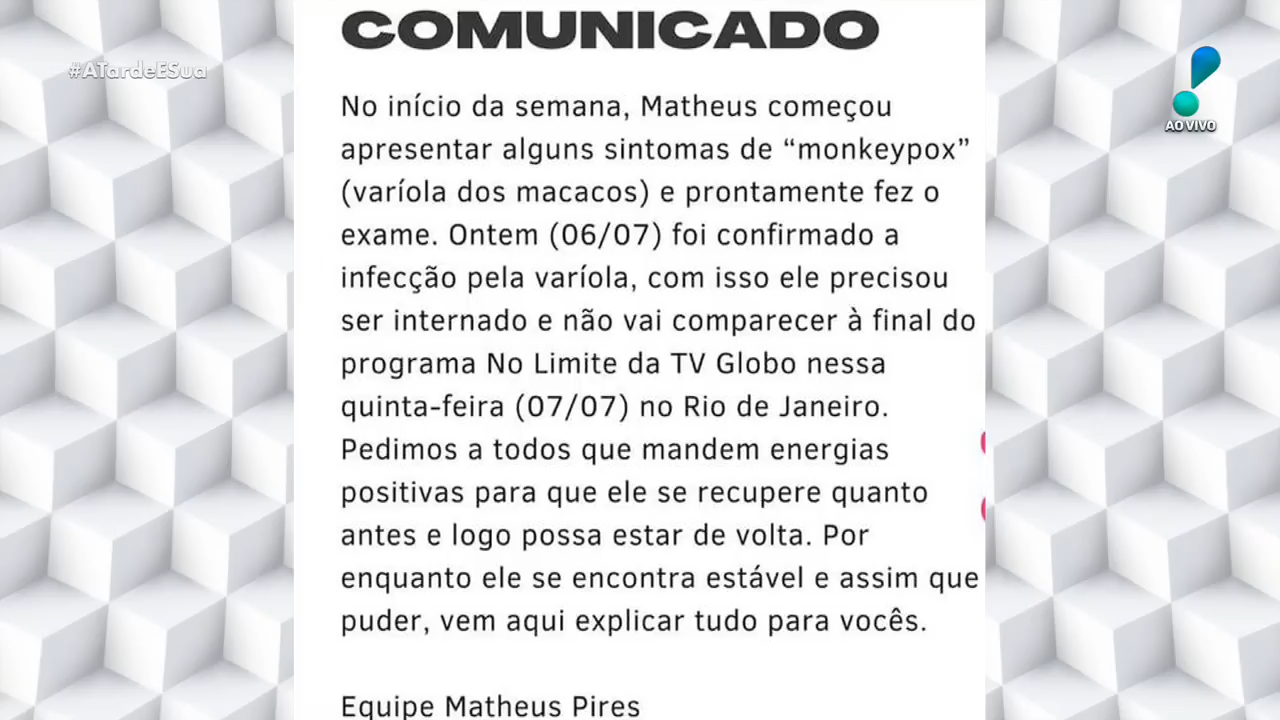 COMUNICADO
#ATardeESua
AO VIVO
No início da semana, Matheus começou
apresentar alguns sintomas de “monkeypox”
(varíola dos macacos) e prontamente fez o
exame. Ontem (06/07) foi confirmado a
infecção pela varíola, com isso ele precisou
ser internado e não vai comparecer à final do
programa No Limite da TV Globo nessa
quinta-feira (07/07) no Rio de Janeiro.
Pedimos a todos que mandem energias
positivas para que ele se recupere quanto
antes e logo possa estar de volta. Por
enquanto ele se encontra estável e assim que
puder, vem aqui explicar tudo para vocês.
Equipe Matheus Pires